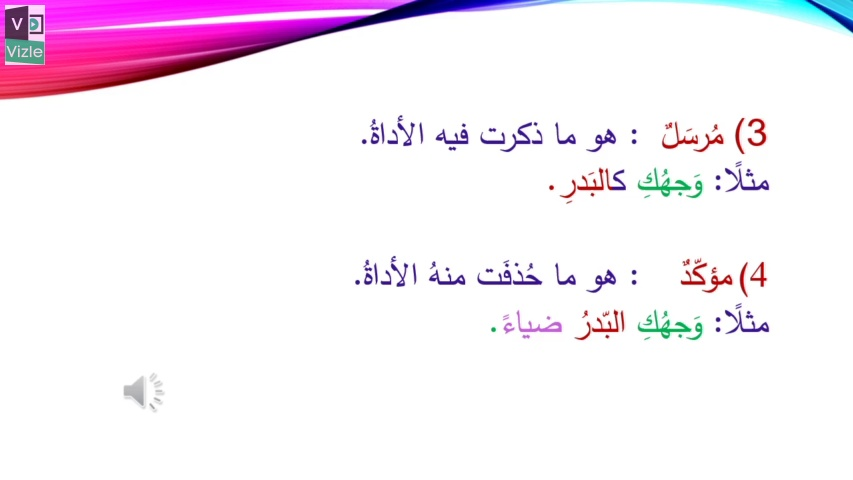 V
Vizle
3) مُرسَلٌ : هو ما ذكرت فيه الأداةُ.
مثلًا: وَجهُكِ كالبَدرِ.
4) مؤكّدٌ : هو ما حُذفَت منهُ الأداةُ.
مثلًا: وَجهُكِ البّدرُ ضياءً.